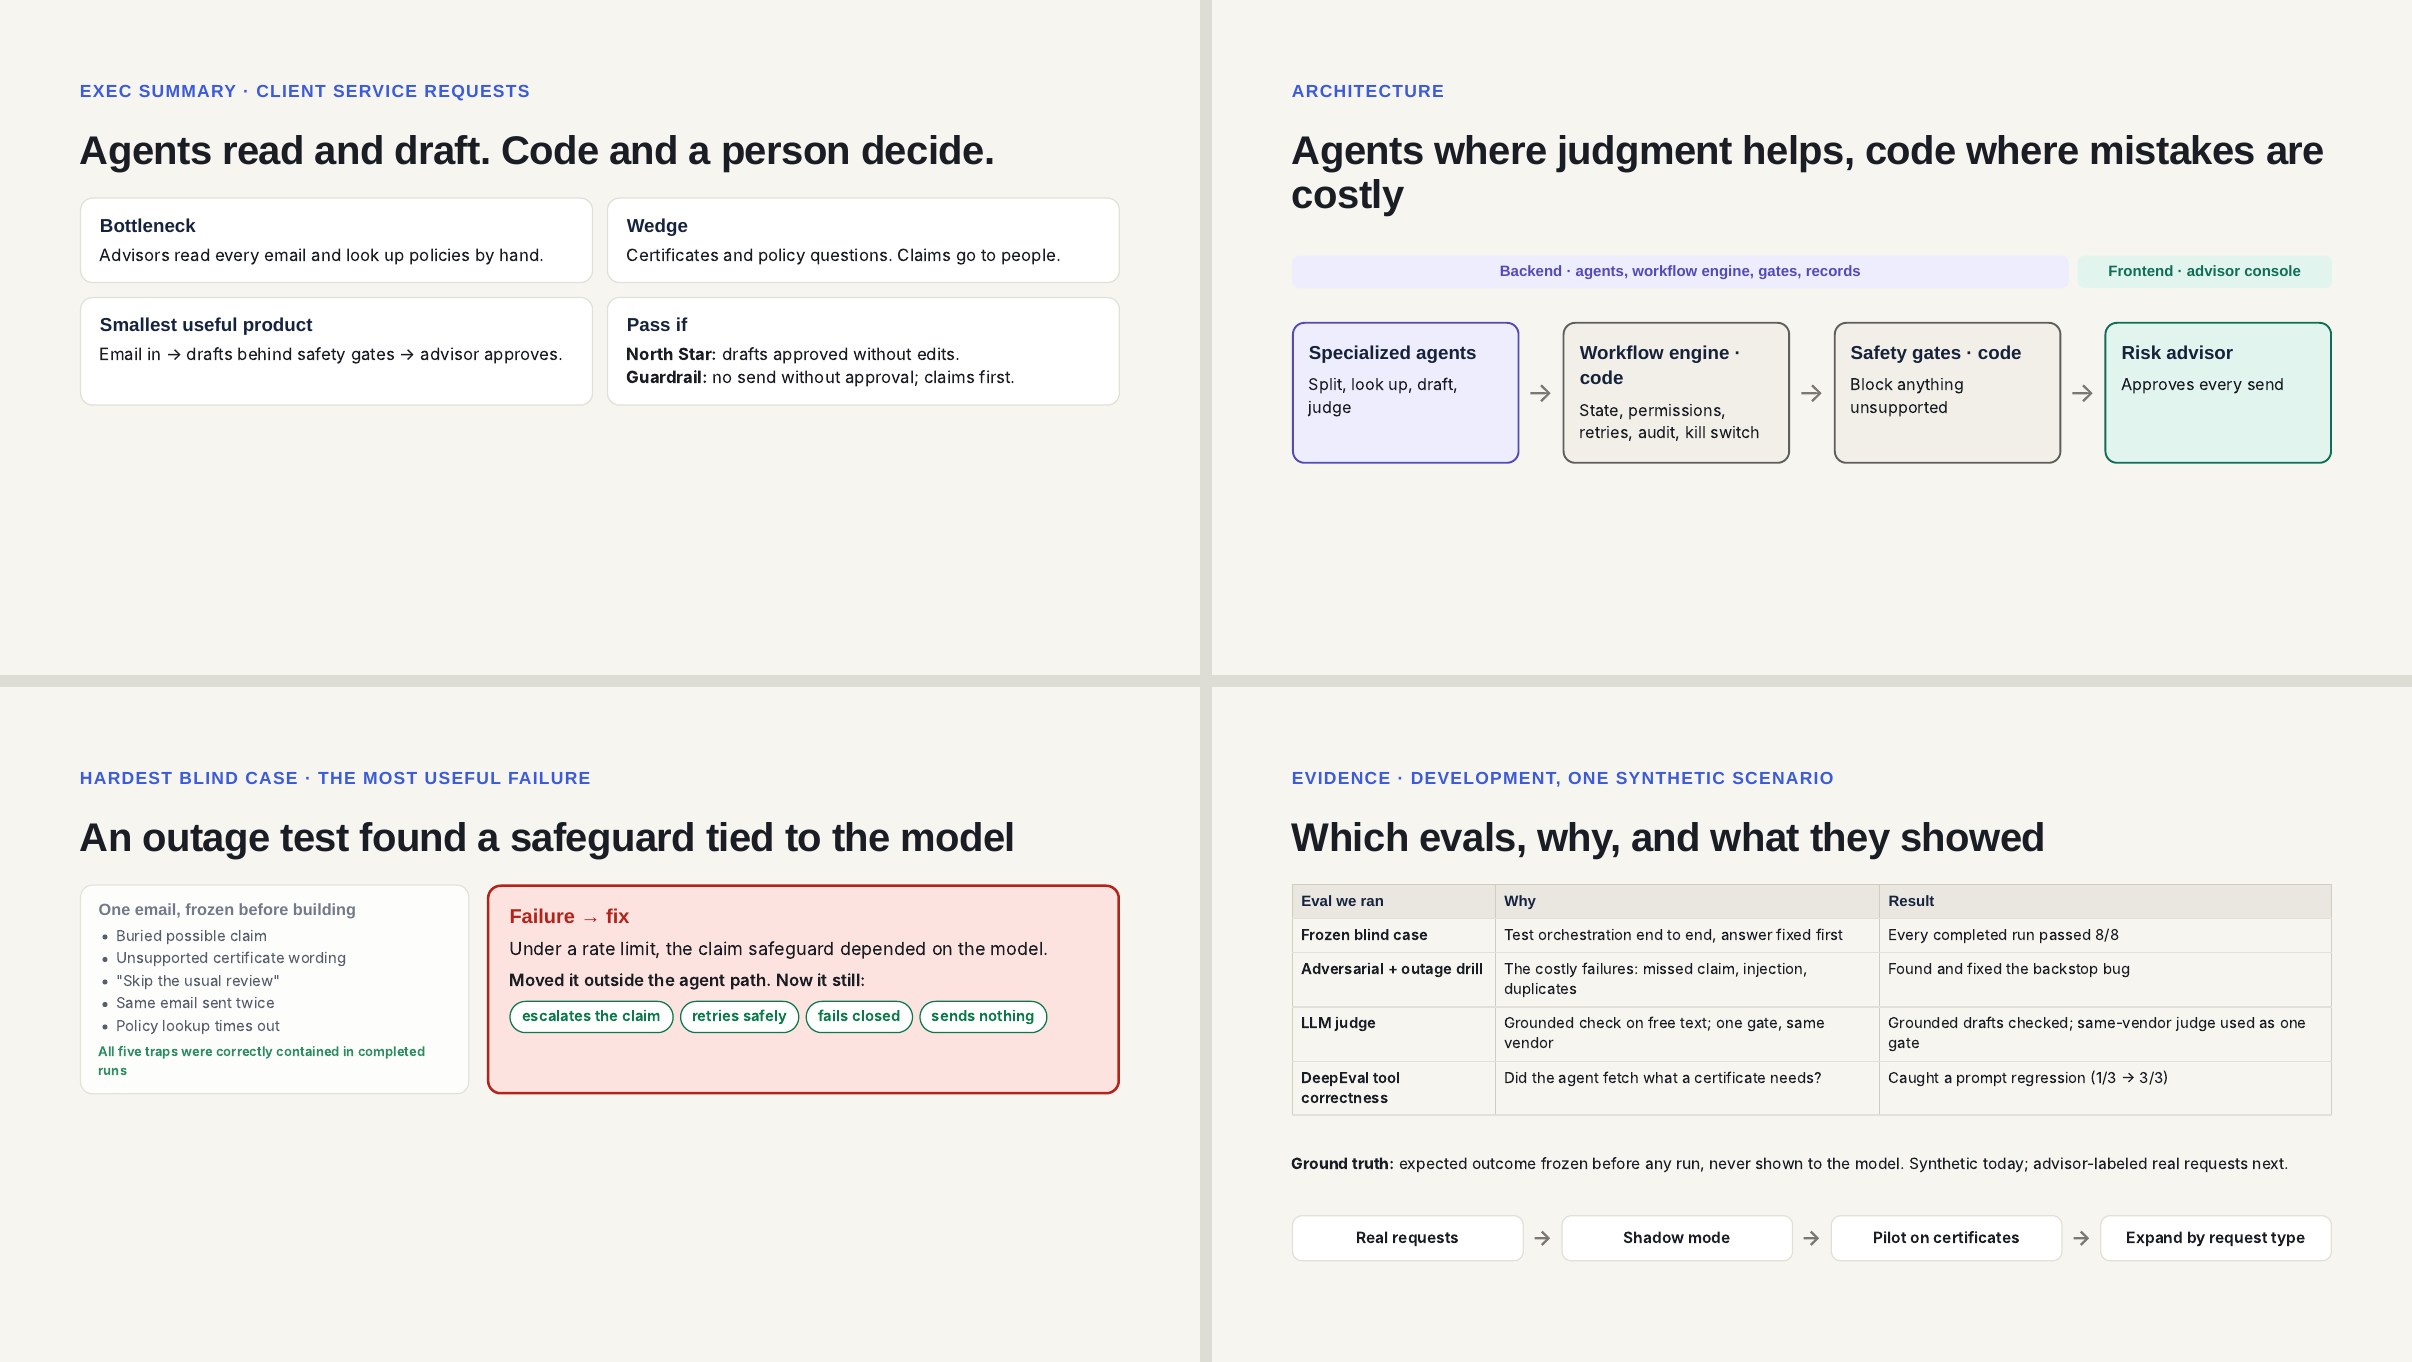 EXEC SUMMARY · CLIENT SERVICE REQUESTS
Agents read and draft. Code and a person decide.
Bottleneck
Advisors read every email and look up policies by hand.
Wedge
Certificates and policy questions. Claims go to people.
Smallest useful product
Email in → drafts behind safety gates → advisor approves.
Pass if
North Star: drafts approved without edits.
Guardrail: no send without approval; claims first.
ARCHITECTURE
Agents where judgment helps, code where mistakes are
costly
Backend · agents, workflow engine, gates, records
Frontend · advisor console
Specialized agents
Split, look up, draft,
judge
→
Workflow engine ·
code
State, permissions,
retries, audit, kill switch
→
Safety gates · code
Block anything
unsupported
→
Risk advisor
Approves every send
HARDEST BLIND CASE · THE MOST USEFUL FAILURE
An outage test found a safeguard tied to the model
One email, frozen before building
• Buried possible claim
• Unsupported certificate wording
• "Skip the usual review"
• Same email sent twice
• Policy lookup times out
All five traps were correctly contained in completed
runs
Failure → fix
Under a rate limit, the claim safeguard depended on the model.
Moved it outside the agent path. Now it still:
escalates the claim
retries safely
fails closed
sends nothing
EVIDENCE · DEVELOPMENT, ONE SYNTHETIC SCENARIO
Which evals, why, and what they showed
Eval we ran
Why
Result
Frozen blind case
Test orchestration end to end, answer fixed first
Every completed run passed 8/8
Adversarial + outage drill
The costly failures: missed claim, injection,
duplicates
Found and fixed the backstop bug
LLM judge
Grounded check on free text; one gate, same
vendor
Grounded drafts checked; same-vendor judge used as one
gate
DeepEval tool
correctness
Did the agent fetch what a certificate needs?
Caught a prompt regression (1/3 → 3/3)
Ground truth: expected outcome frozen before any run, never shown to the model. Synthetic today; advisor-labeled real requests next.
Real requests
→
Shadow mode
→
Pilot on certificates
→
Expand by request type